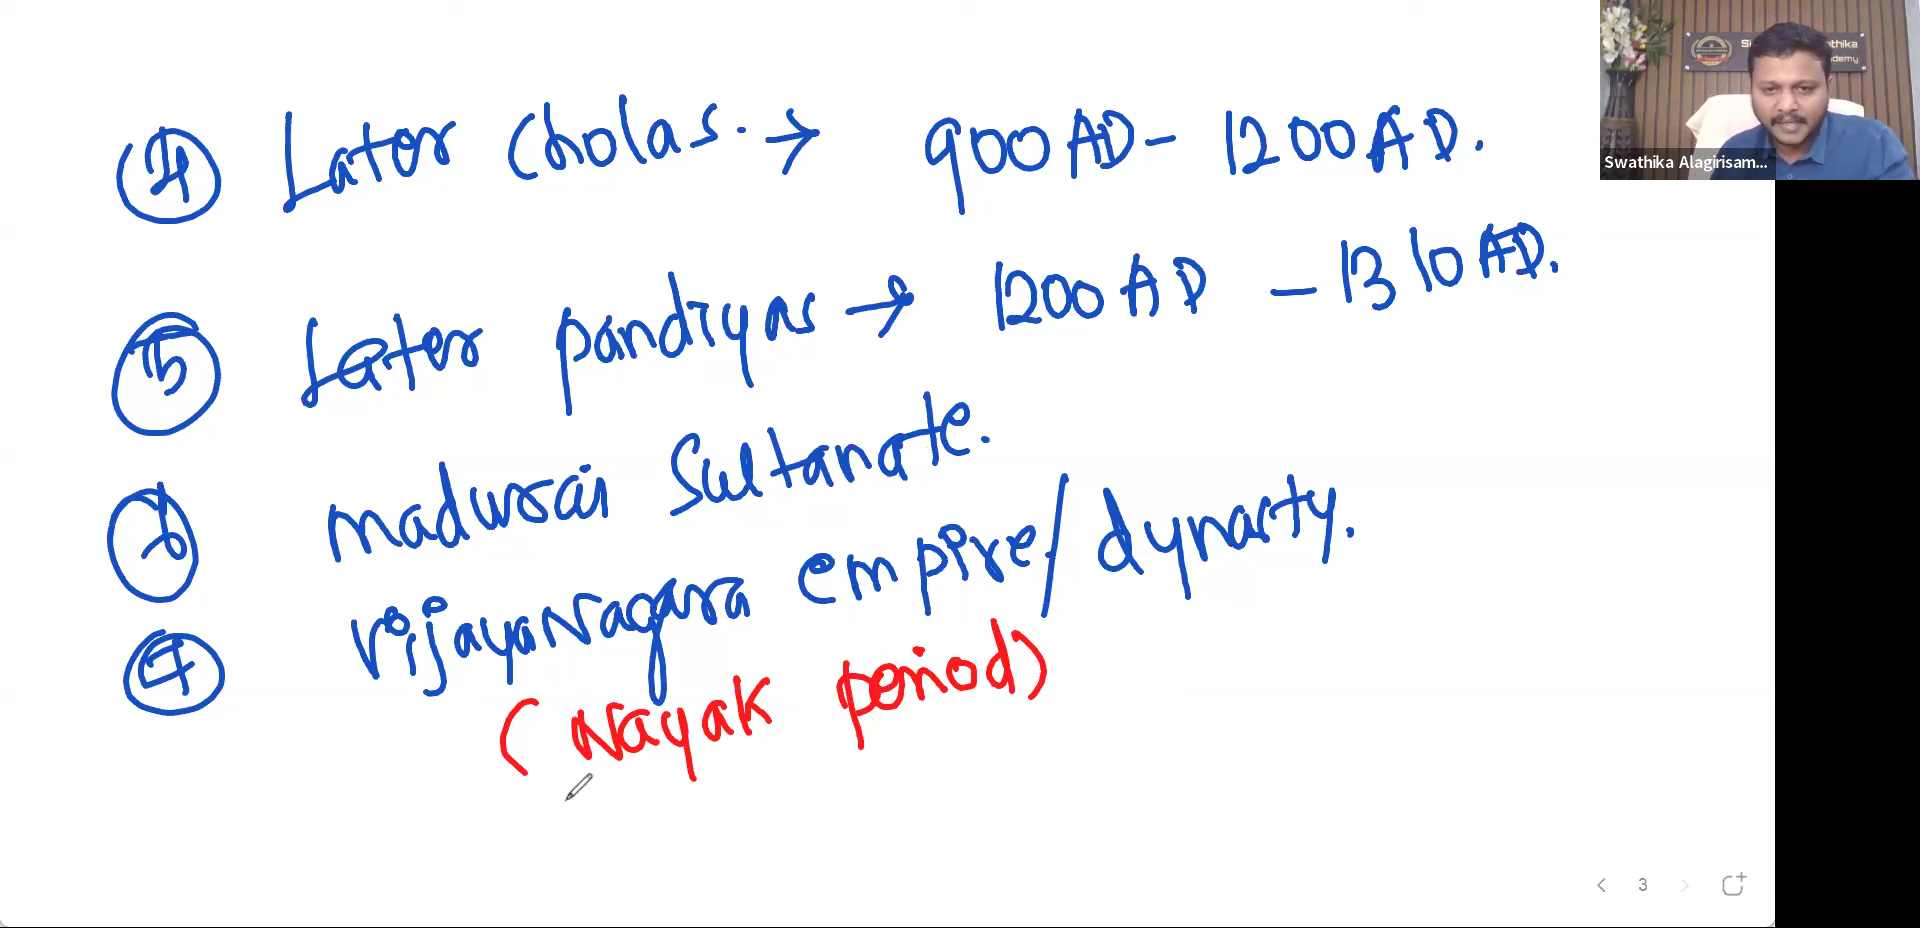 ④ Later Cholas. → 900 AD - 1200 AD.
⑤ Later pandiyas → 1200 AD - 1310 AD.
⑥ madurai Sultanate.
⑦ vijayanagara empire/dynasty.
(Nayak period)
Swathika Alagirisam...
3